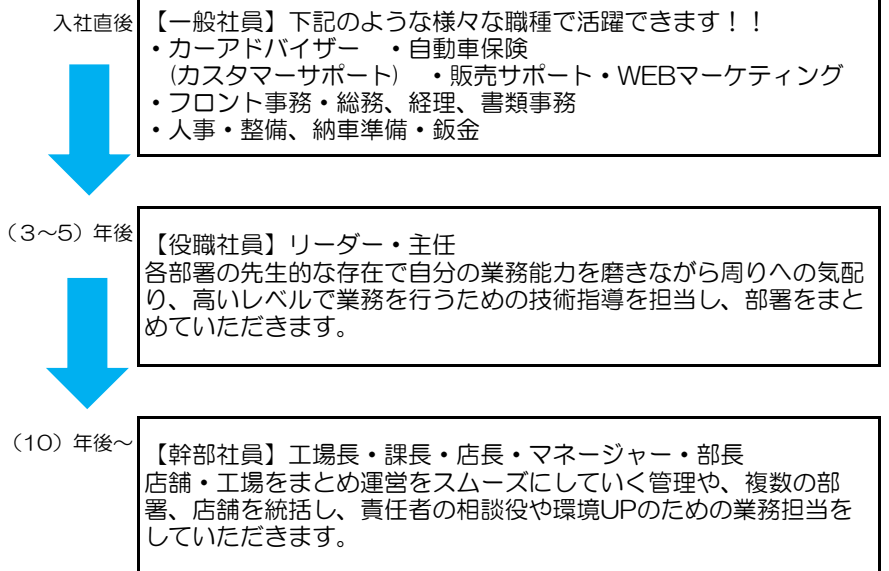 入社直後
【一般社員】下記のような様々な職種で活躍できます！！
・カーアドバイザー　・自動車保険
（カスタマーサポート）　・販売サポート・WEBマーケティング
・フロント事務・総務、経理、書類事務
・人事・整備、納車準備・鈑金
（3～5）年後
【役職社員】リーダー・主任
各部署の先生的な存在で自分の業務能力を磨きながら周りへの気配
り、高いレベルで業務を行うための技術指導を担当し、部署をまと
めていただきます。
（10）年後～
【幹部社員】工場長・課長・店長・マネージャー・部長
店舗・工場をまとめ運営をスムーズにしていく管理や、複数の部
署、店舗を統括し、責任者の相談役や環境UPのための業務担当を
していただきます。